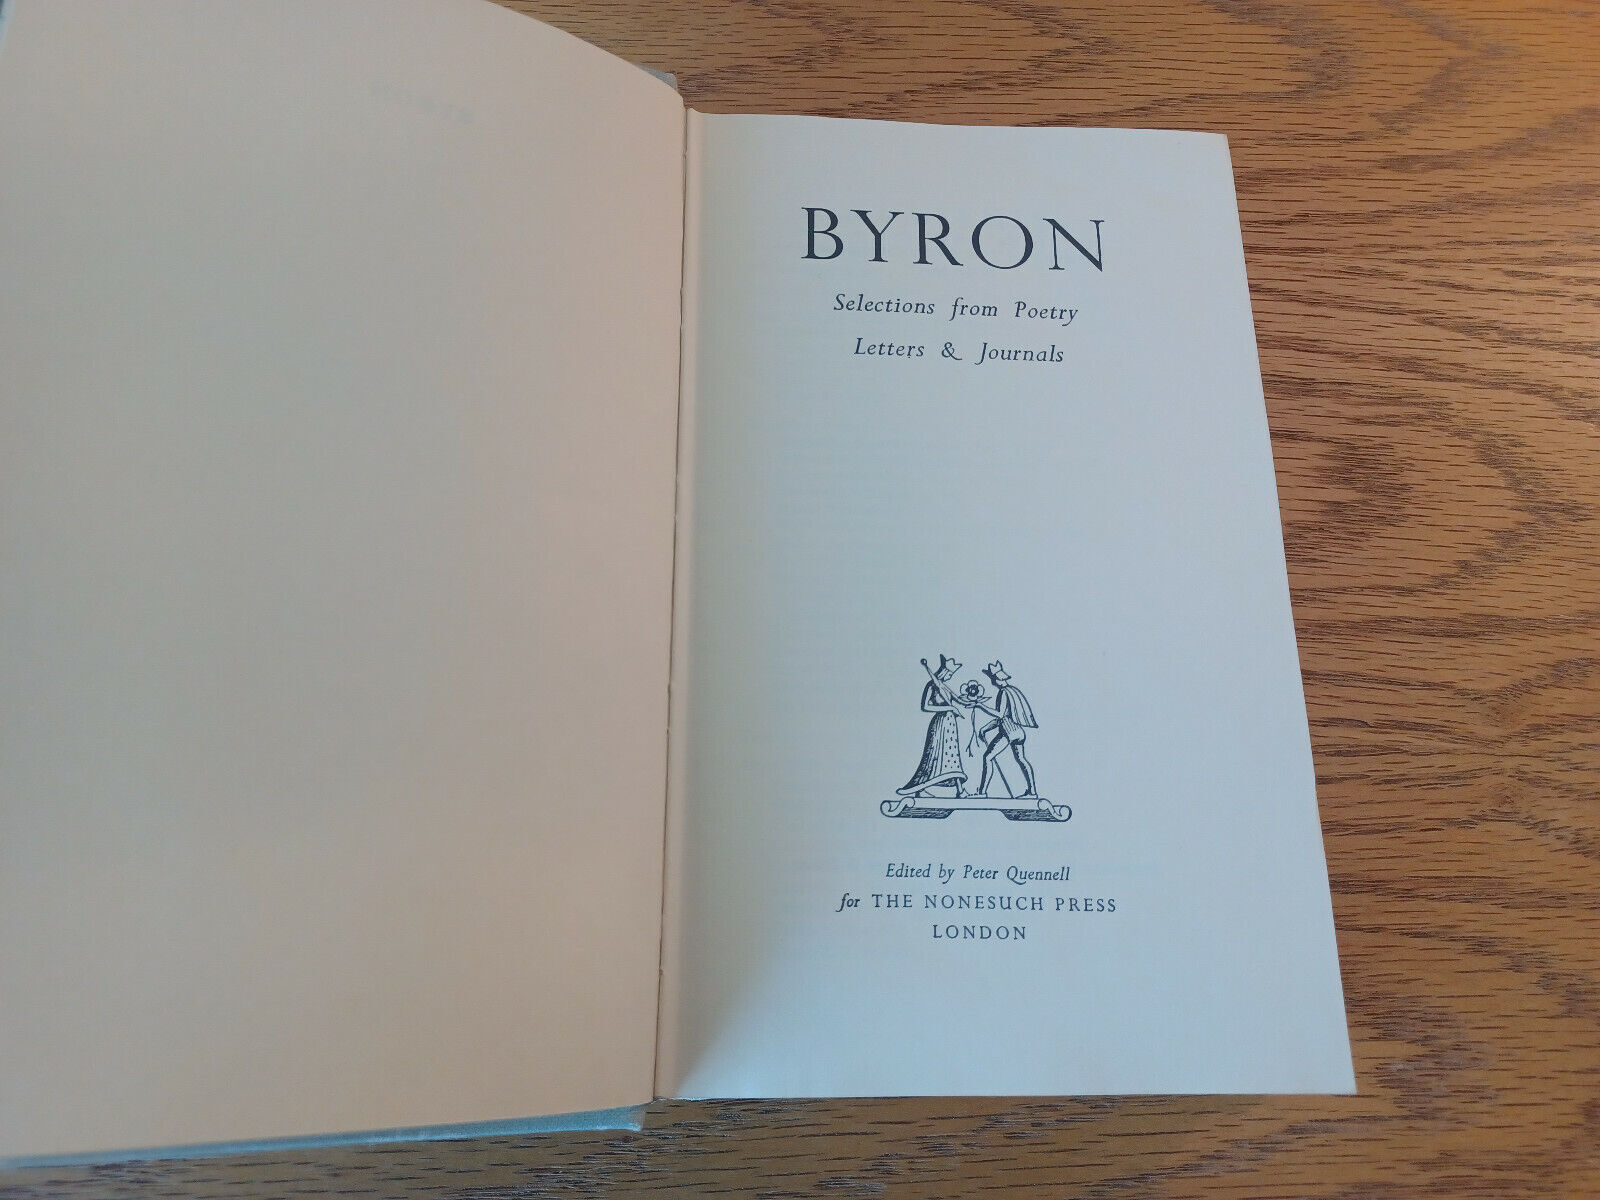 BYRON
Selections from Poetry
Letters & Journals
Edited by Peter Quennell
for THE NONESUCH PRESS
LONDON